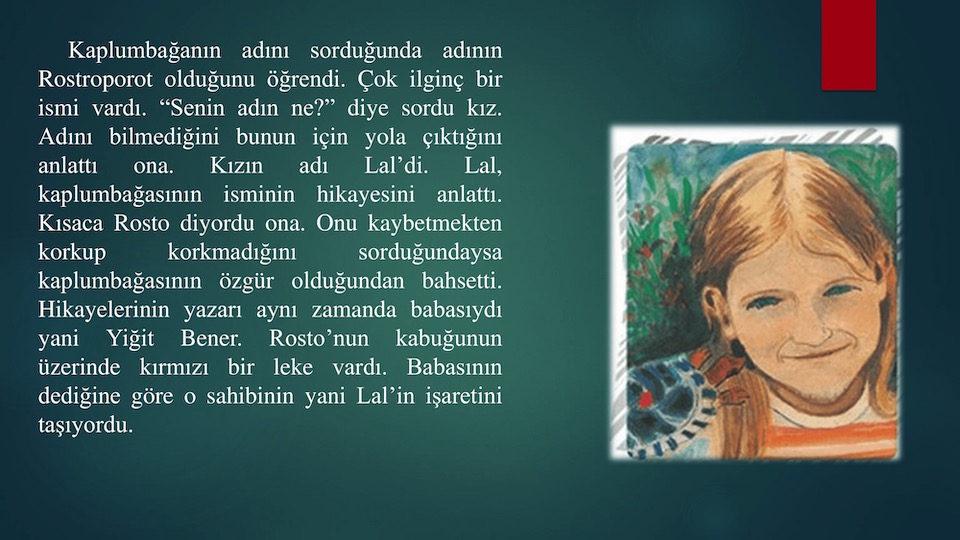 Kaplumbağanın adını sorduğunda adının
Rostroporot olduğunu öğrendi. Çok ilginç bir
ismi vardı. “Senin adın ne?” diye sordu kız.
Adını bilmediğini bunun için yola çıktığını
anlattı ona. Kızın adı Lal’di. Lal,
kaplumbağasının isminin hikayesini anlattı.
Kısaca Rosto diyordu ona. Onu kaybetmekten
korkup korkmadığını sorduğundaysa
kaplumbağasının özgür olduğundan bahsetti.
Hikayelerinin yazarı aynı zamanda babasıydı
yani Yiğit Bener. Rosto’nun kabuğunun
üzerinde kırmızı bir leke vardı. Babasının
dediğine göre o sahibinin yani Lal’in işaretini
taşıyordu.